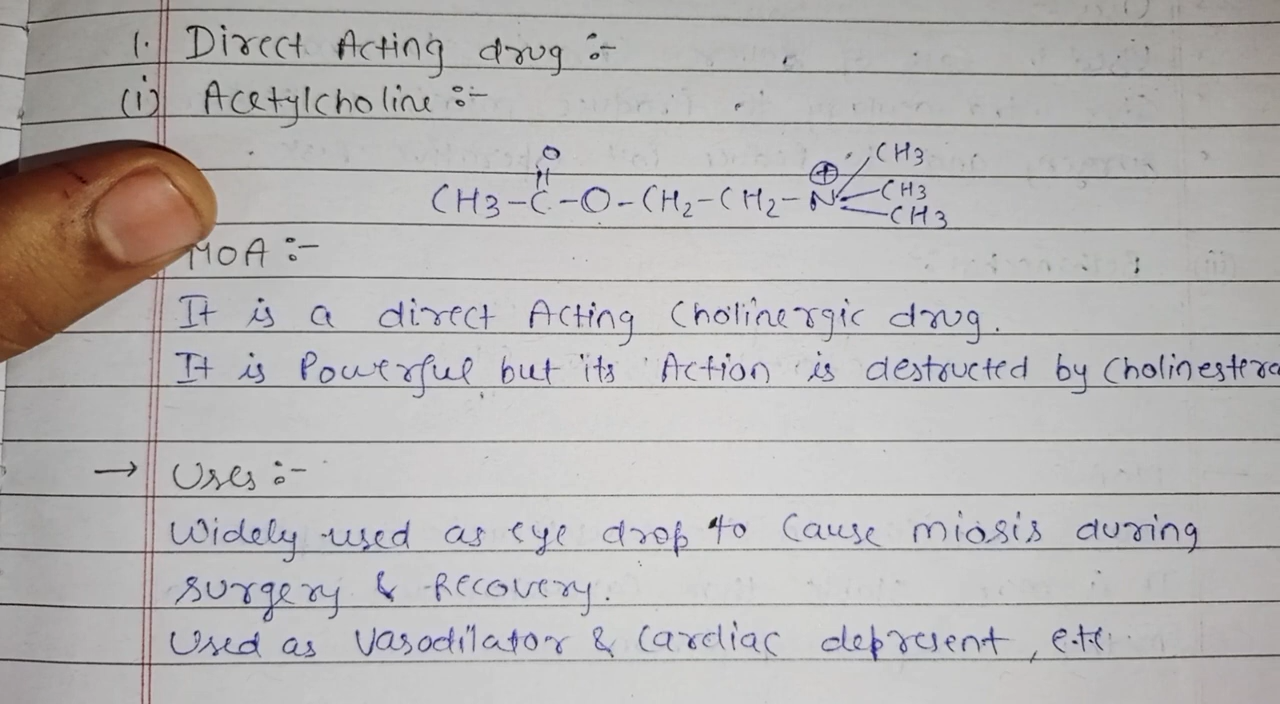 1. Direct Acting drug :-
(i) Acetylcholine :-
O
CH3
||
⊕
CH3-C-O-CH2-CH2-N
CH3
CH3
MOA :-
It is a direct Acting Cholinergic drug.
It is Powerful but its Action is destructed by Cholinestera
→ Uses :-
Widely used as eye drop to Cause miosis during
surgery & Recovery.
Used as Vasodilator & Cardiac depresent, etc.